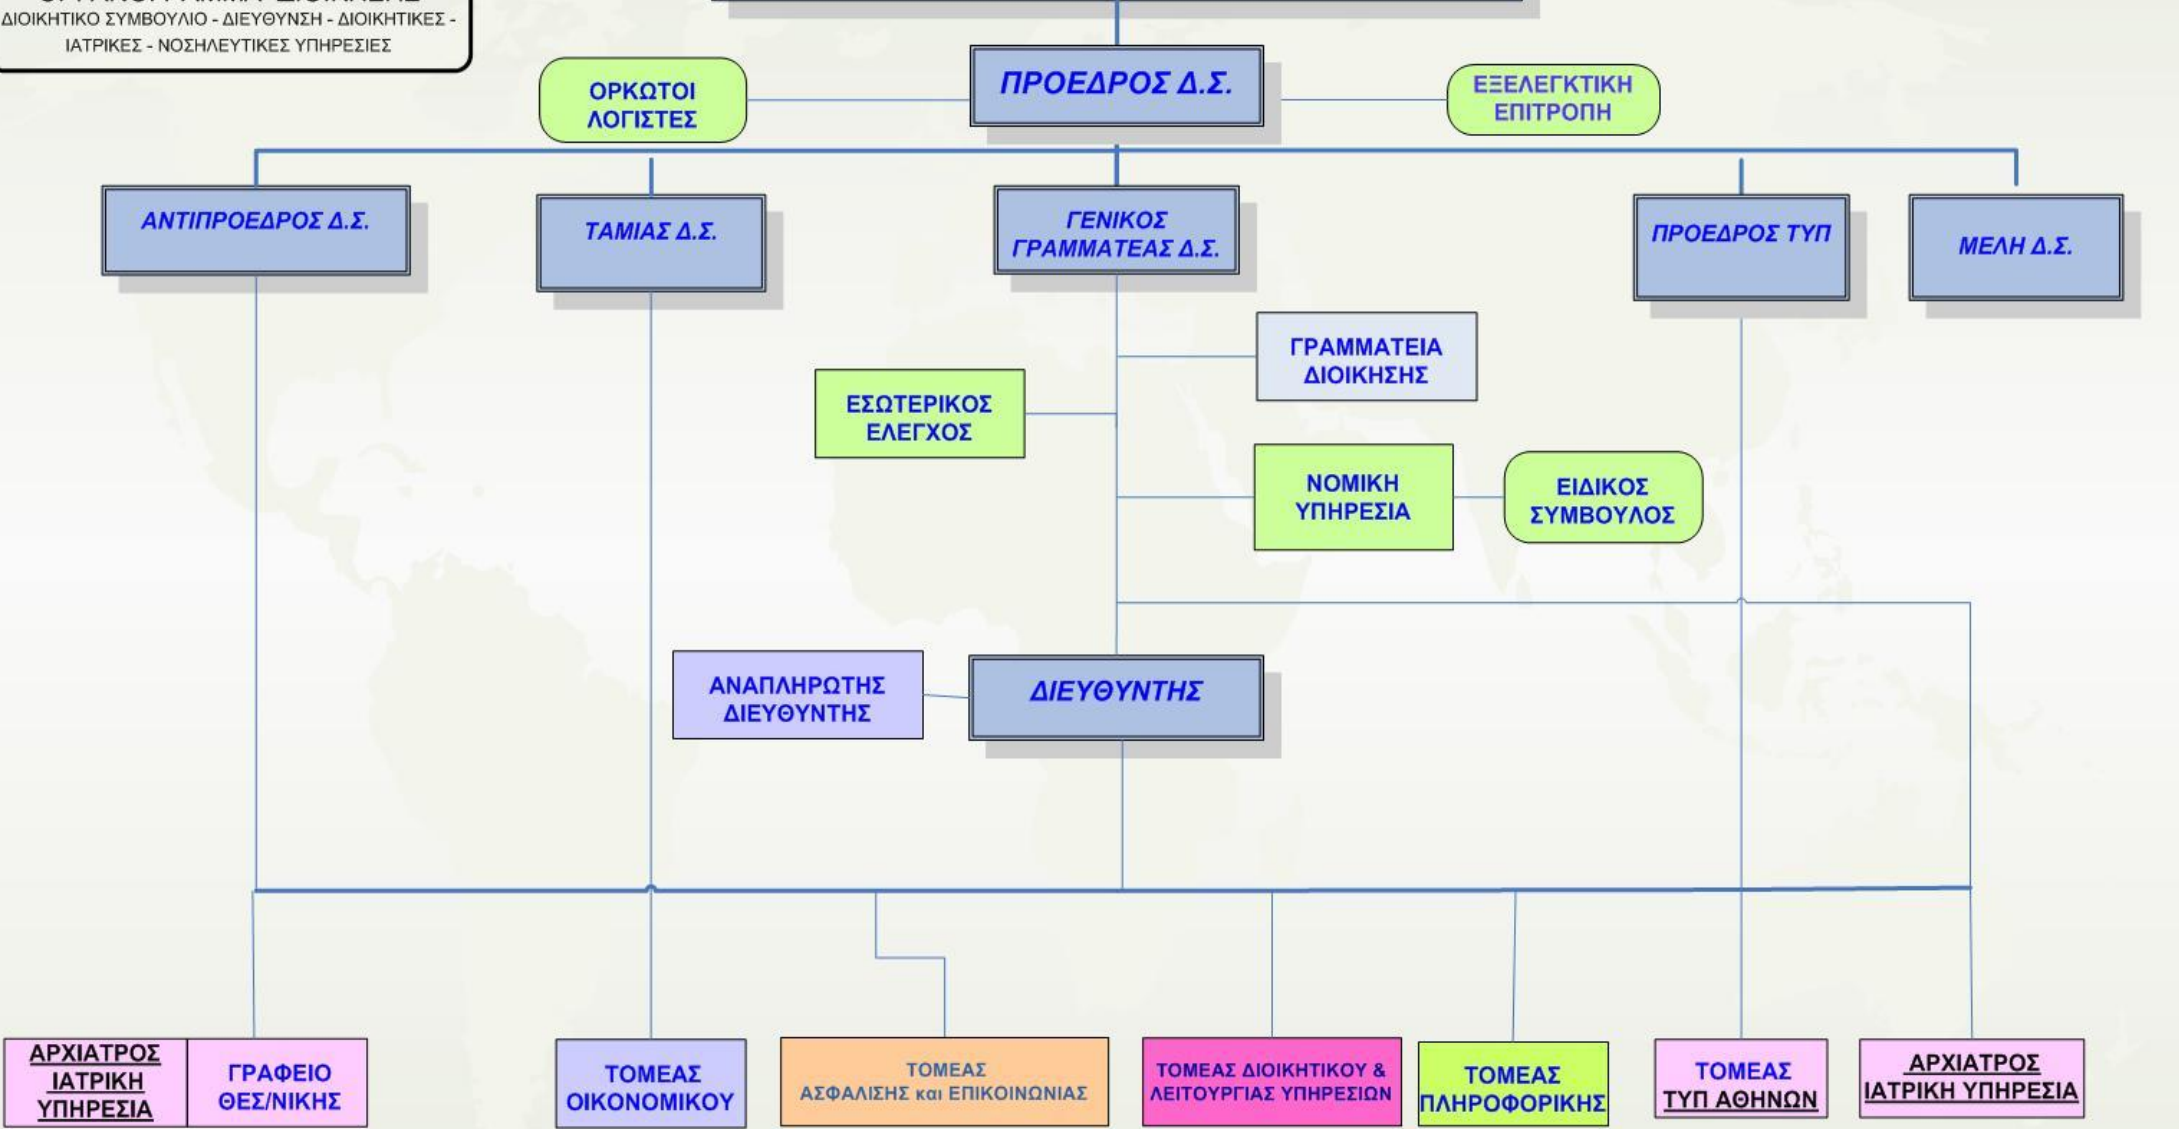 ΔΙΟΙΚΗΤΙΚΟ ΣΥΜΒΟΥΛΙΟ - ΔΙΕΥΘΥΝΣΗ - ΔΙΟΙΚΗΤΙΚΕΣ -
ΙΑΤΡΙΚΕΣ - ΝΟΣΗΛΕΥΤΙΚΕΣ ΥΠΗΡΕΣΙΕΣ
ΟΡΚΩΤΟΙ
ΛΟΓΙΣΤΕΣ
ΠΡΟΕΔΡΟΣ Δ.Σ.
ΕΞΕΛΕΓΚΤΙΚΗ
ΕΠΙΤΡΟΠΗ
ΑΝΤΙΠΡΟΕΔΡΟΣ Δ.Σ.
ΤΑΜΙΑΣ Δ.Σ.
ΓΕΝΙΚΟΣ
ΓΡΑΜΜΑΤΕΑΣ Δ.Σ.
ΠΡΟΕΔΡΟΣ ΤΥΠ
ΜΕΛΗ Δ.Σ.
ΓΡΑΜΜΑΤΕΙΑ
ΔΙΟΙΚΗΣΗΣ
ΕΣΩΤΕΡΙΚΟΣ
ΕΛΕΓΧΟΣ
ΝΟΜΙΚΗ
ΥΠΗΡΕΣΙΑ
ΕΙΔΙΚΟΣ
ΣΥΜΒΟΥΛΟΣ
ΑΝΑΠΛΗΡΩΤΗΣ
ΔΙΕΥΘΥΝΤΗΣ
ΔΙΕΥΘΥΝΤΗΣ
ΑΡΧΙΑΤΡΟΣ
ΙΑΤΡΙΚΗ
ΥΠΗΡΕΣΙΑ
ΓΡΑΦΕΙΟ
ΘΕΣ/ΝΙΚΗΣ
ΤΟΜΕΑΣ
ΟΙΚΟΝΟΜΙΚΟΥ
ΤΟΜΕΑΣ
ΑΣΦΑΛΙΣΗΣ και ΕΠΙΚΟΙΝΩΝΙΑΣ
ΤΟΜΕΑΣ ΔΙΟΙΚΗΤΙΚΟΥ &
ΛΕΙΤΟΥΡΓΙΑΣ ΥΠΗΡΕΣΙΩΝ
ΤΟΜΕΑΣ
ΠΛΗΡΟΦΟΡΙΚΗΣ
ΤΟΜΕΑΣ
ΤΥΠ ΑΘΗΝΩΝ
ΑΡΧΙΑΤΡΟΣ
ΙΑΤΡΙΚΗ ΥΠΗΡΕΣΙΑ